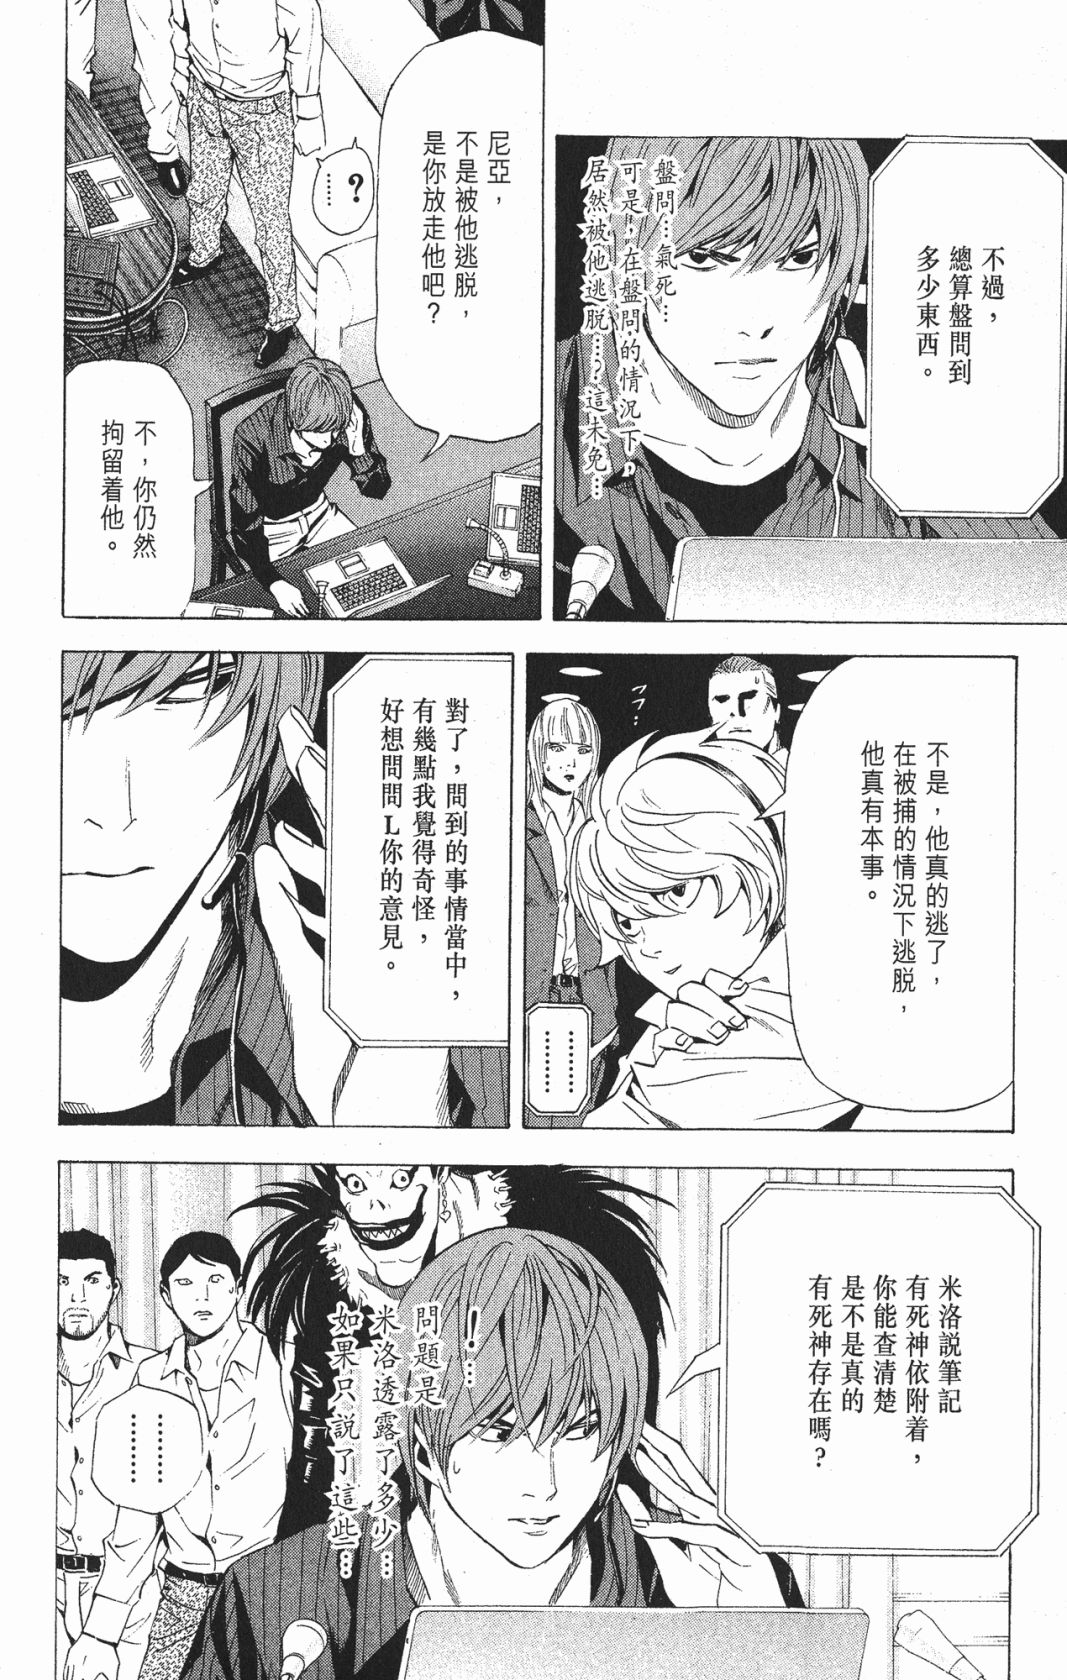 不過，
總算盤問到
多少東西。
盤問…氣死…
可是，在盤問的情況下，
居然被他逃脫…？這未免…
尼亞，
不是被他逃脫，
是你放走他吧？
……？
不，你仍然
拘留着他。
不是，他真的逃了，
在被捕的情況下逃脫，
他真有本事。
フフ…
………
對了，問到的事情當中，
有幾點我覺得奇怪，
好想問問L你的意見。
米洛說筆記
有死神依附着，
你能查清楚
是不是真的
有死神存在嗎？
！…
問題是
米洛透露了多少…
如果只說了這些…
………